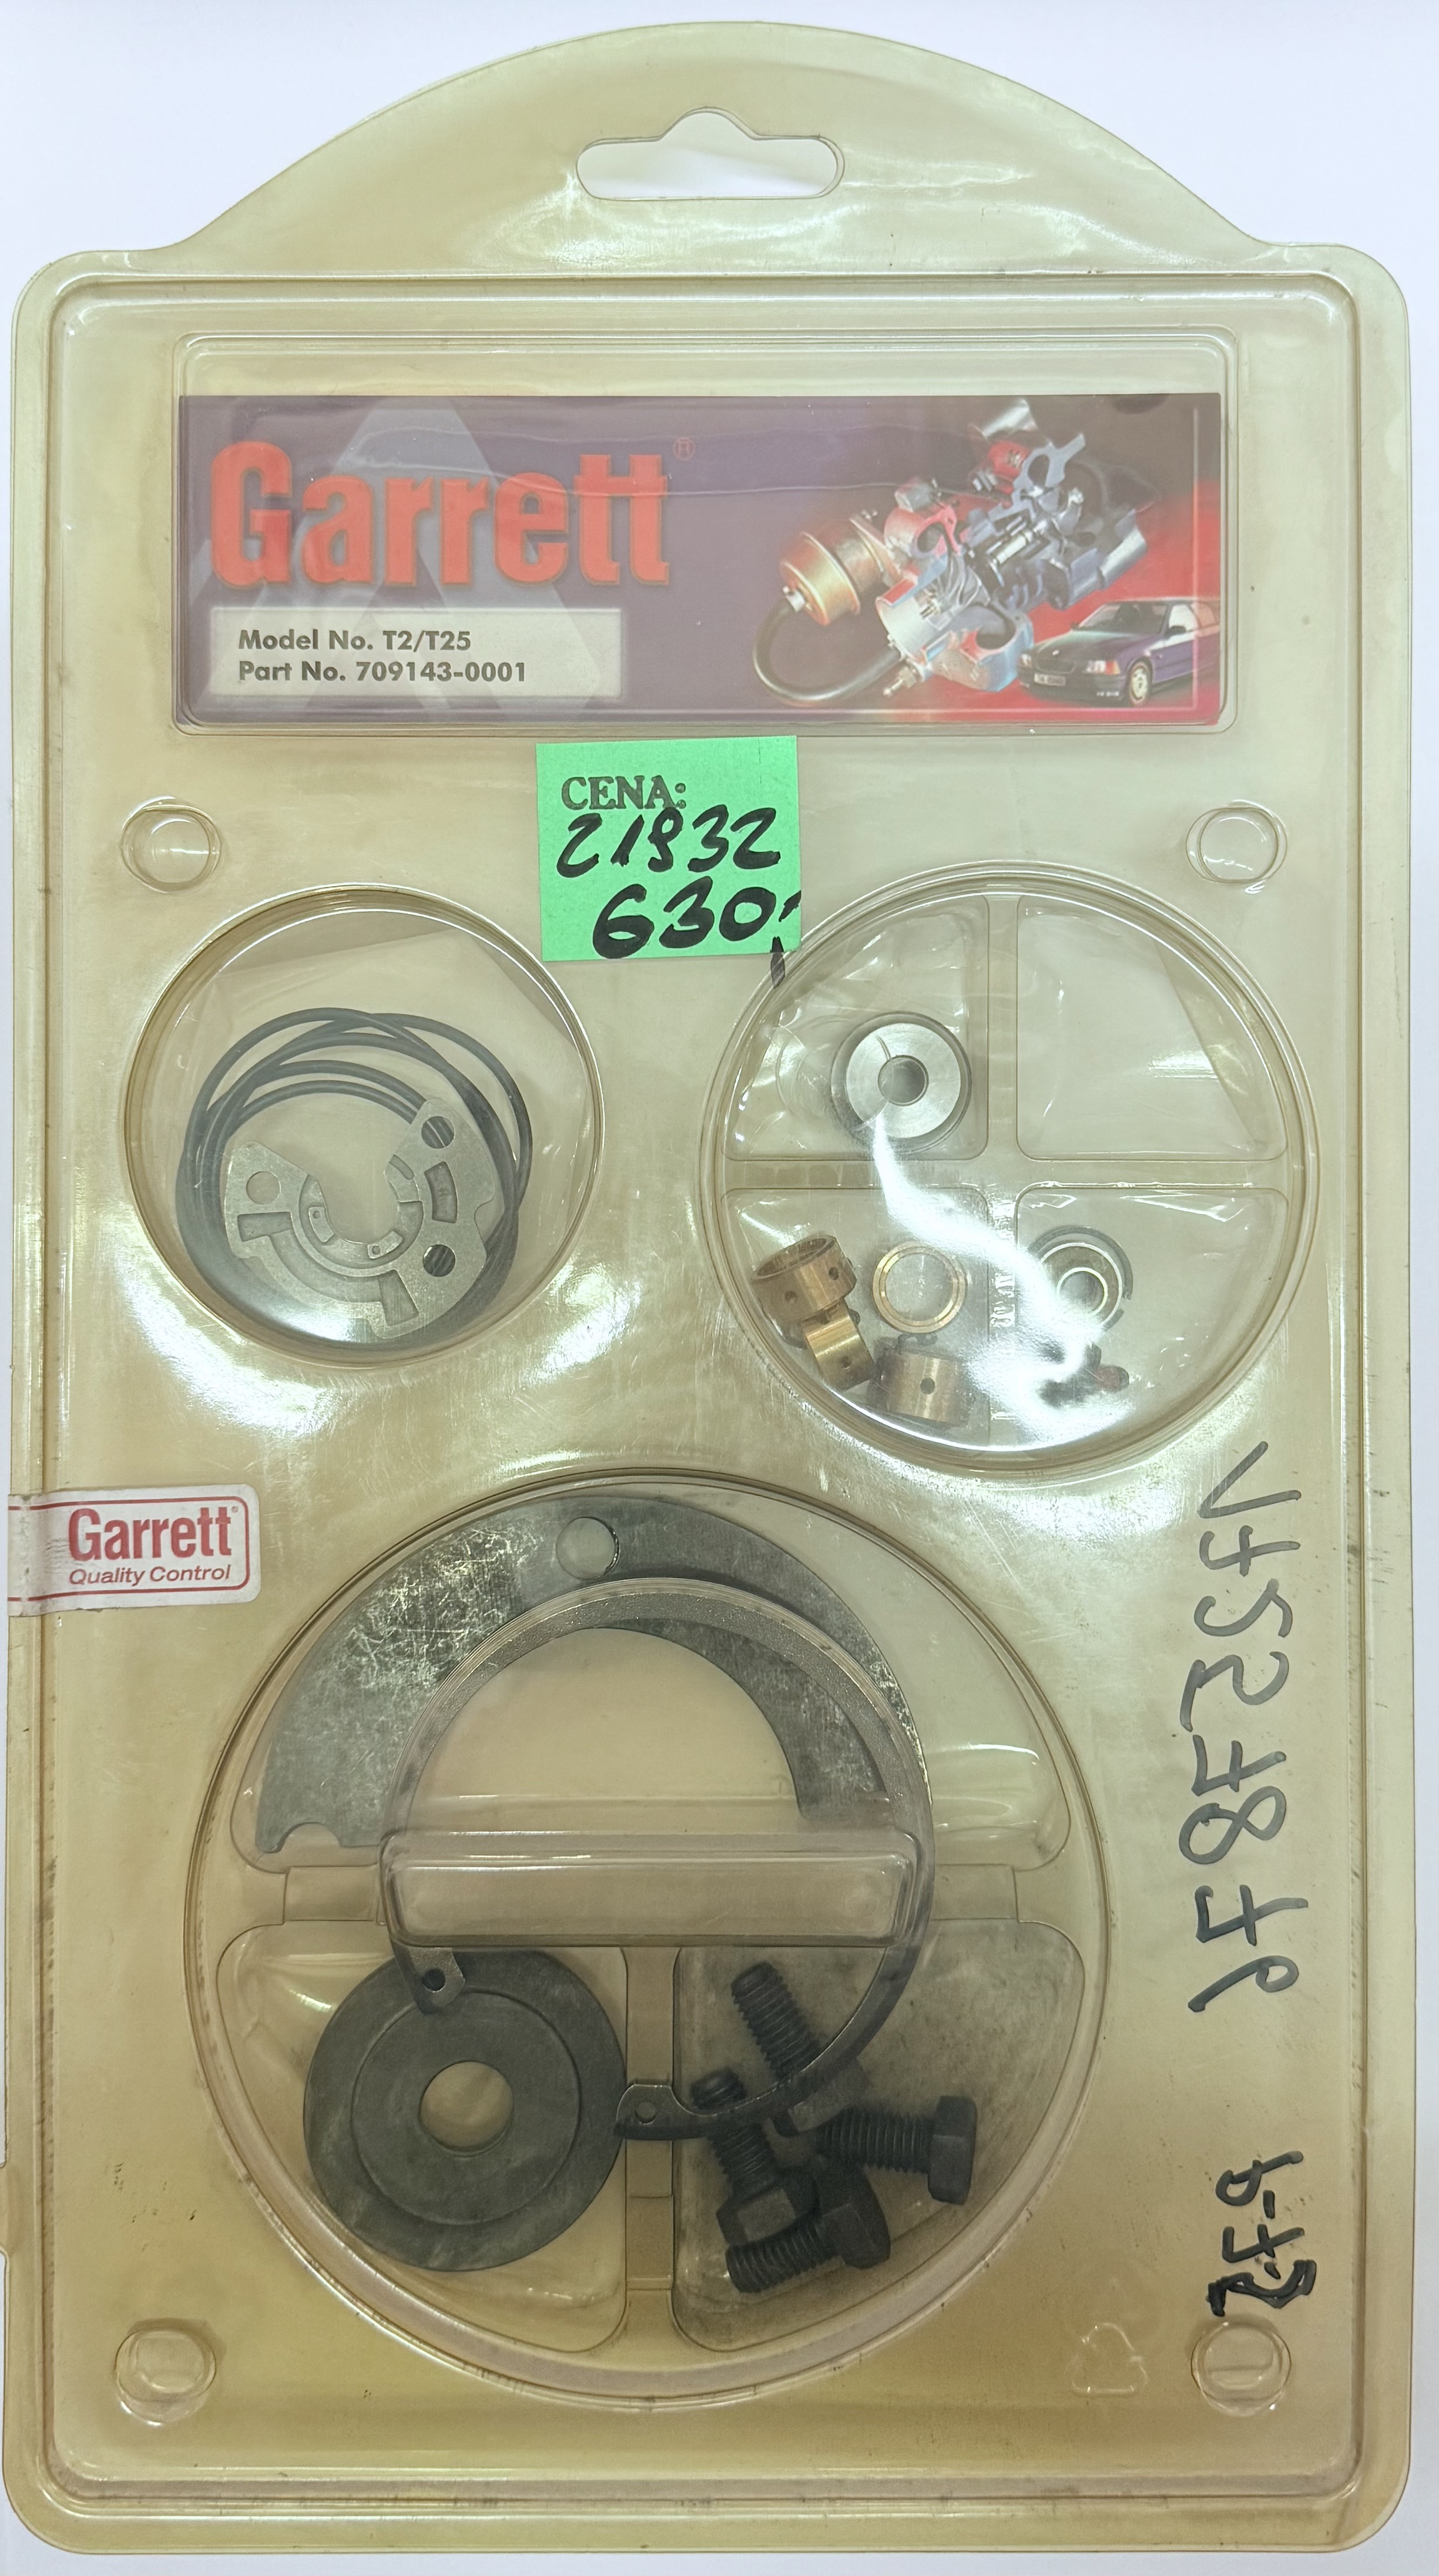 Garrett®
Model No. T2/T25
Part No. 709143-0001
CENA:
21932
630,-
Garrett®
Quality Control